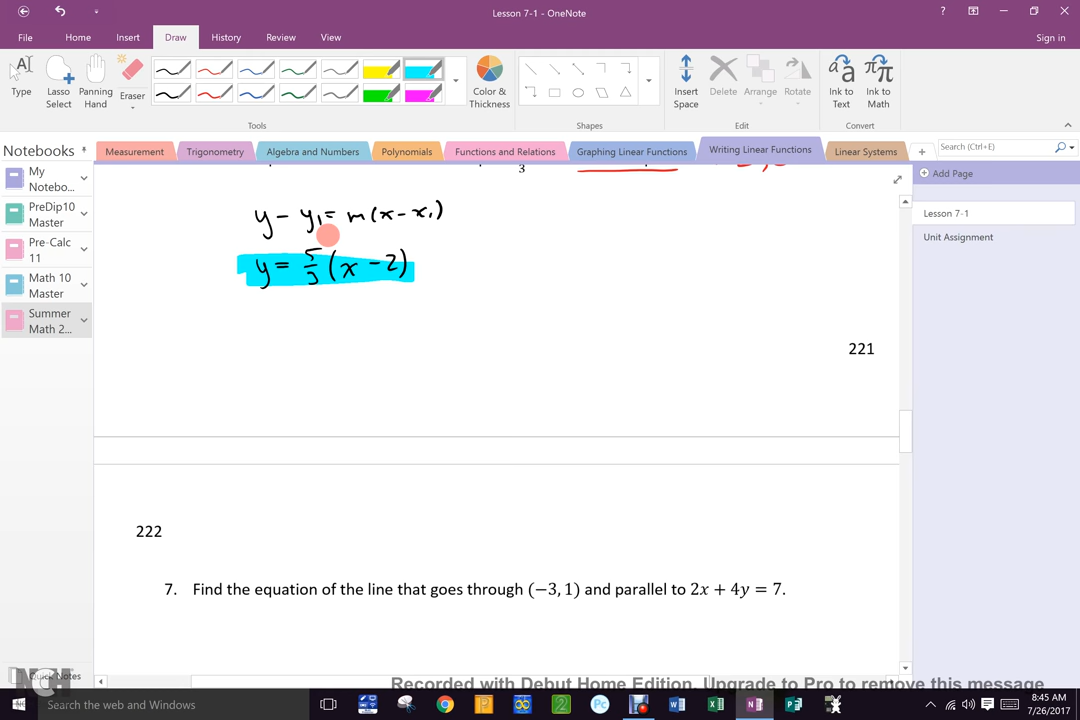 Lesson 7-1 - OneNote
?
File
Home
Insert
Draw
History
Review
View
Sign in
Type
Lasso Select
Panning Hand
Eraser
Color & Thickness
Insert Space
Delete
Arrange
Rotate
Ink to Text
Ink to Math
Tools
Shapes
Edit
Convert
Notebooks
Measurement
Trigonometry
Algebra and Numbers
Polynomials
Functions and Relations
Graphing Linear Functions
Writing Linear Functions
Linear Systems
Search (Ctrl+E)
My Notebo...
PreDip10 Master
Pre-Calc 11
Math 10 Master
Summer Math 2...
Add Page
Lesson 7-1
Unit Assignment
3
y - y₁ = m(x - x₁)
y = 5/3 (x - 2)
221
222
7. Find the equation of the line that goes through (−3, 1) and parallel to 2x + 4y = 7.
NCH
Quick Notes
Recorded with Debut Home Edition. Upgrade to Pro to remove this message
Search the web and Windows
8:45 AM
7/26/2017